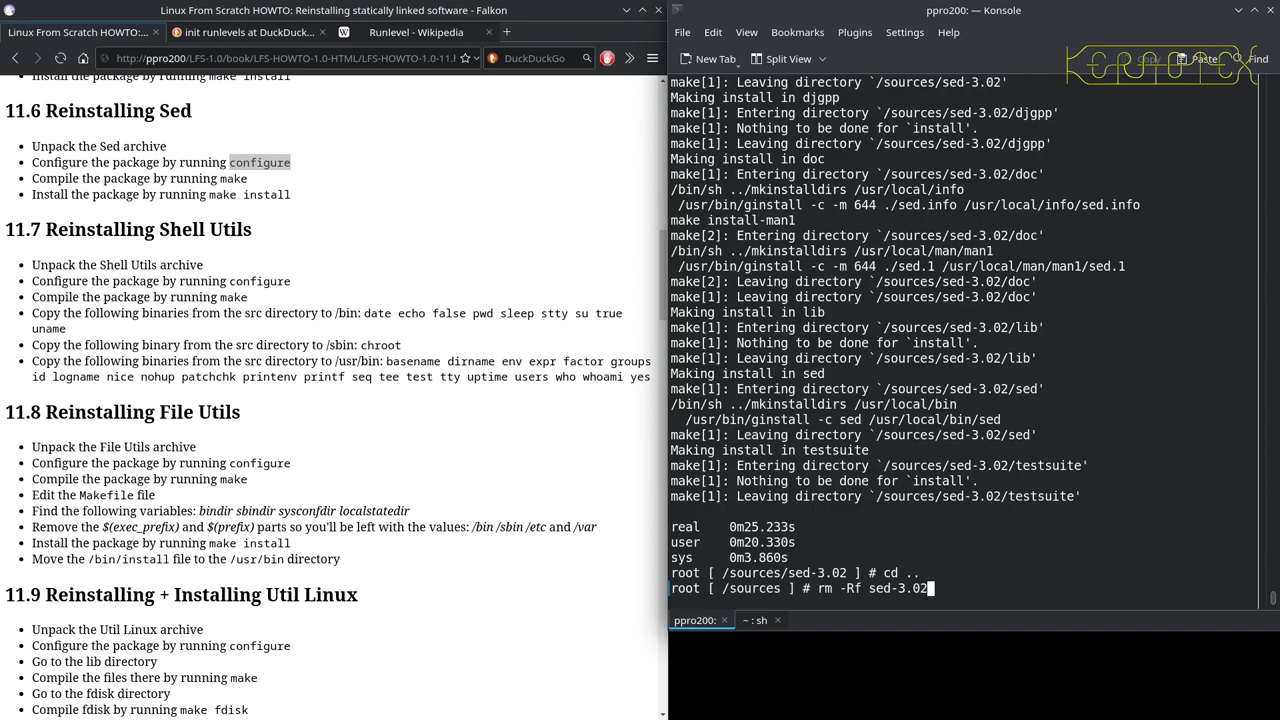 Linux From Scratch HOWTO: Reinstalling statically linked software - Falkon
Linux From Scratch HOWTO:...
init runlevels at DuckDuck...
W
Runlevel - Wikipedia
http://ppro200/LFS-1.0/book/LFS-HOWTO-1.0-HTML/LFS-HOWTO-1.0-11.h
DuckDuckGo
Install the package by running make install
11.6 Reinstalling Sed
Unpack the Sed archive
Configure the package by running configure
Compile the package by running make
Install the package by running make install
11.7 Reinstalling Shell Utils
Unpack the Shell Utils archive
Configure the package by running configure
Compile the package by running make
Copy the following binaries from the src directory to /bin: date echo false pwd sleep stty su true
uname
Copy the following binary from the src directory to /sbin: chroot
Copy the following binaries from the src directory to /usr/bin: basename dirname env expr factor groups
id logname nice nohup patchchk printenv printf seq tee test tty uptime users who whoami yes
11.8 Reinstalling File Utils
Unpack the File Utils archive
Configure the package by running configure
Compile the package by running make
Edit the Makefile file
Find the following variables: bindir sbindir sysconfdir localstatedir
Remove the $(exec_prefix) and $(prefix) parts so you'll be left with the values: /bin /sbin /etc and /var
Install the package by running make install
Move the /bin/install file to the /usr/bin directory
11.9 Reinstalling + Installing Util Linux
Unpack the Util Linux archive
Configure the package by running configure
Go to the lib directory
Compile the files there by running make
Go to the fdisk directory
Compile fdisk by running make fdisk
ppro200: — Konsole
File Edit View Bookmarks Plugins Settings Help
New Tab Split View Copy Paste Find
make[1]: Leaving directory `/sources/sed-3.02'
Making install in djgpp
make[1]: Entering directory `/sources/sed-3.02/djgpp'
make[1]: Nothing to be done for `install'.
make[1]: Leaving directory `/sources/sed-3.02/djgpp'
Making install in doc
make[1]: Entering directory `/sources/sed-3.02/doc'
/bin/sh ../mkinstalldirs /usr/local/info
/usr/bin/ginstall -c -m 644 ./sed.info /usr/local/info/sed.info
make install-man1
make[2]: Entering directory `/sources/sed-3.02/doc'
/bin/sh ../mkinstalldirs /usr/local/man/man1
/usr/bin/ginstall -c -m 644 ./sed.1 /usr/local/man/man1/sed.1
make[2]: Leaving directory `/sources/sed-3.02/doc'
make[1]: Leaving directory `/sources/sed-3.02/doc'
Making install in lib
make[1]: Entering directory `/sources/sed-3.02/lib'
make[1]: Nothing to be done for `install'.
make[1]: Leaving directory `/sources/sed-3.02/lib'
Making install in sed
make[1]: Entering directory `/sources/sed-3.02/sed'
/bin/sh ../mkinstalldirs /usr/local/bin
/usr/bin/ginstall -c sed /usr/local/bin/sed
make[1]: Leaving directory `/sources/sed-3.02/sed'
Making install in testsuite
make[1]: Entering directory `/sources/sed-3.02/testsuite'
make[1]: Nothing to be done for `install'.
make[1]: Leaving directory `/sources/sed-3.02/testsuite'
real 0m25.233s
user 0m20.330s
sys 0m3.860s
root [ /sources/sed-3.02 ] # cd ..
root [ /sources ] # rm -Rf sed-3.02
ppro200:
~ : sh